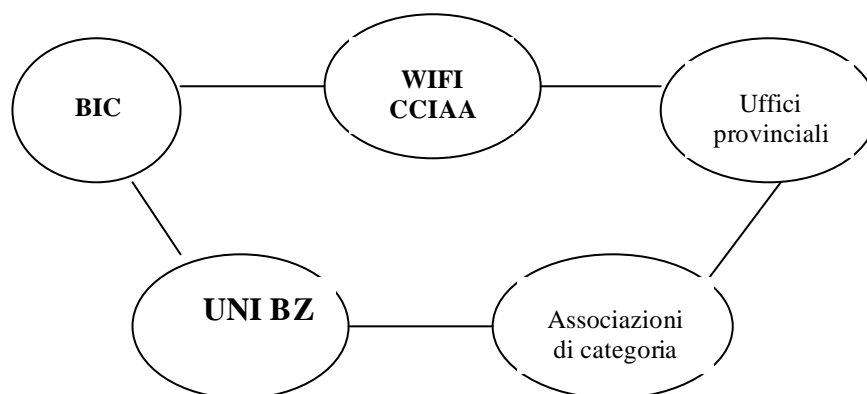 BIC
WIFI
CCIAA
Uffici
provinciali
UNI BZ
Associazioni
di categoria